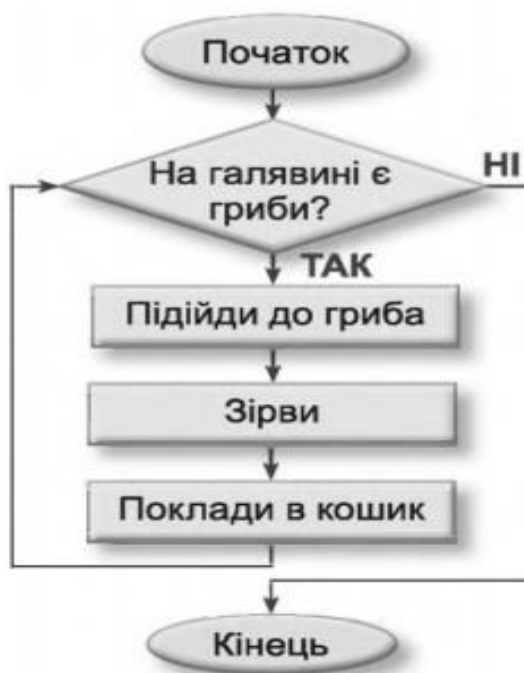 Початок
На галявині є
гриби?
НІ
ТАК
Підійди до гриба
Зірви
Поклади в кошик
Кінець